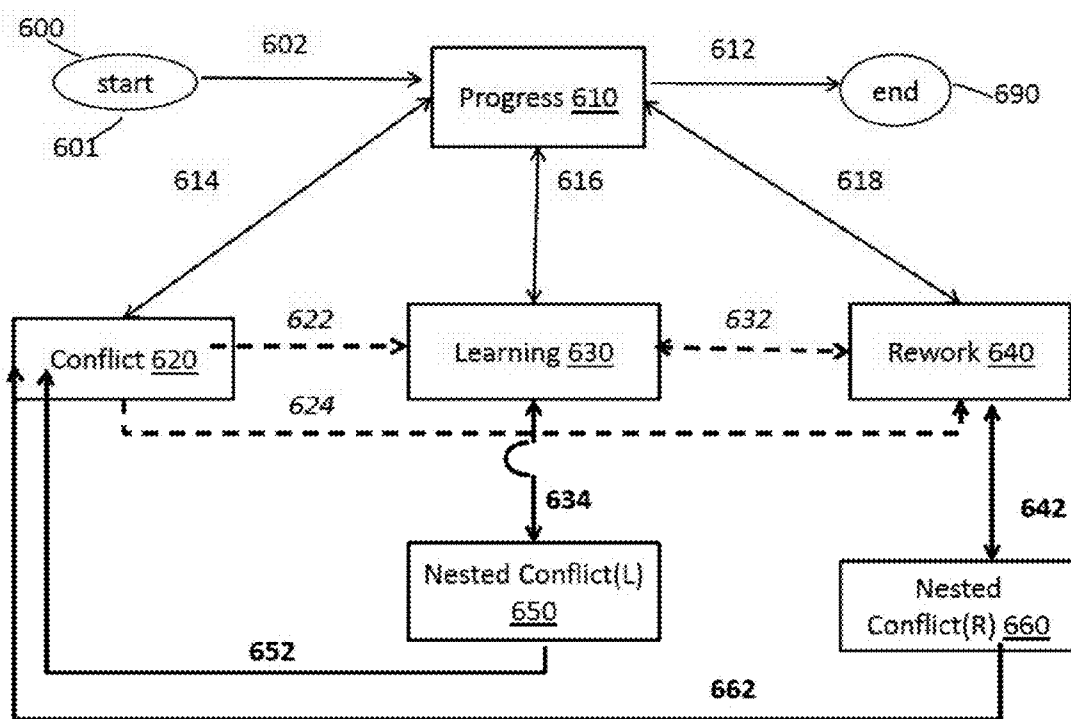 600
602
612
start
Progress 610
end
690
601
614
616
618
622
632
Conflict 620
Learning 630
Rework 640
624
634
642
Nested Conflict(L)
650
Nested
Conflict(R) 660
652
662